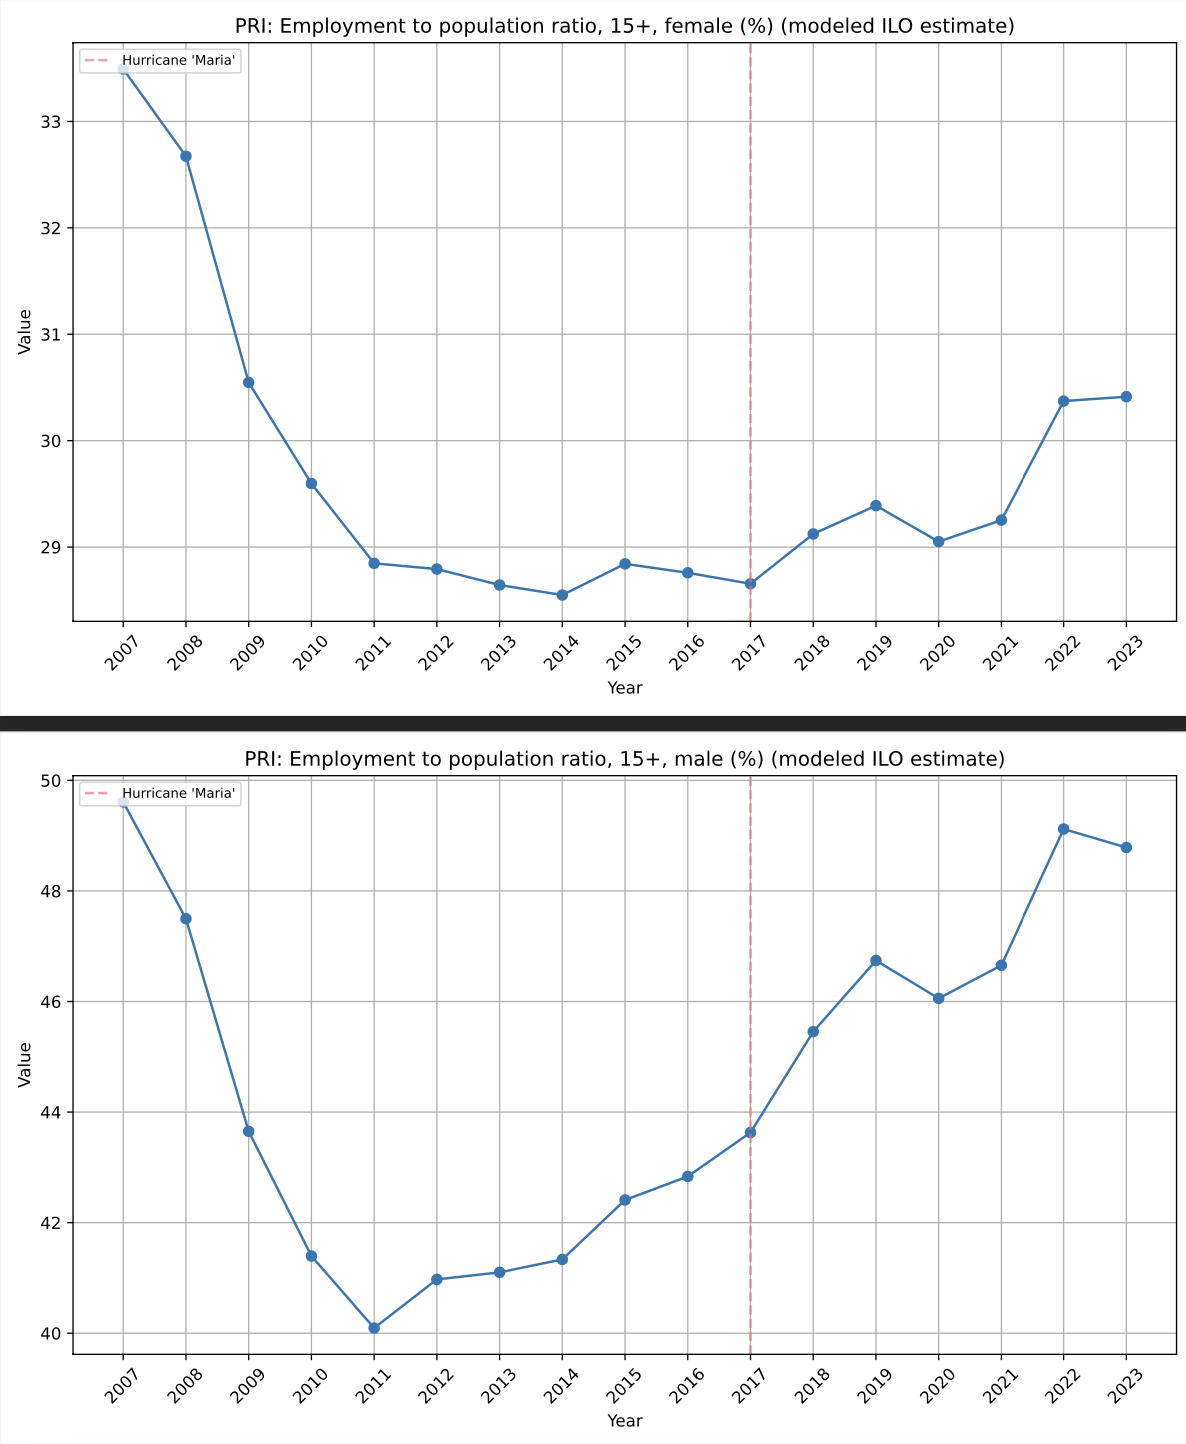 PRI: Employment to population ratio, 15+, female (%) (modeled ILO estimate)
Hurricane 'Maria'
33
32
31
30
29
Value
2007 2008 2009 2010 2011 2012 2013 2014 2015 2016 2017 2018 2019 2020 2021 2022 2023
Year
PRI: Employment to population ratio, 15+, male (%) (modeled ILO estimate)
Hurricane 'Maria'
50
48
46
44
42
40
Value
2007 2008 2009 2010 2011 2012 2013 2014 2015 2016 2017 2018 2019 2020 2021 2022 2023
Year